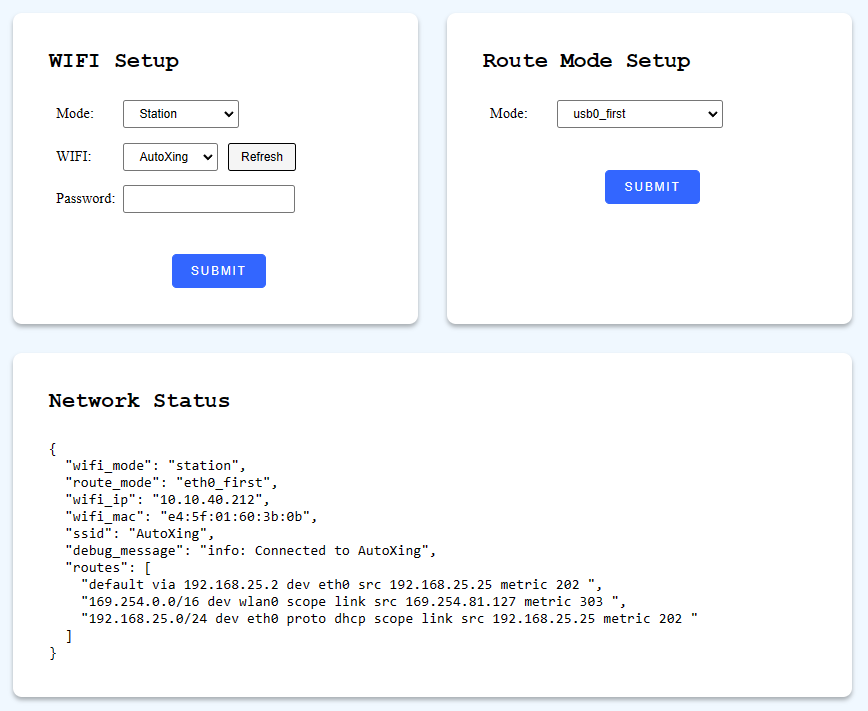 WIFI Setup
Mode: Station
WIFI: AutoXing Refresh
Password:
SUBMIT
Route Mode Setup
Mode: usb0_first
SUBMIT
Network Status
{
  "wifi_mode": "station",
  "route_mode": "eth0_first",
  "wifi_ip": "10.10.40.212",
  "wifi_mac": "e4:5f:01:60:3b:0b",
  "ssid": "AutoXing",
  "debug_message": "info: Connected to AutoXing",
  "routes": [
    "default via 192.168.25.2 dev eth0 src 192.168.25.25 metric 202 ",
    "169.254.0.0/16 dev wlan0 scope link src 169.254.81.127 metric 303 ",
    "192.168.25.0/24 dev eth0 proto dhcp scope link src 192.168.25.25 metric 202 "
  ]
}